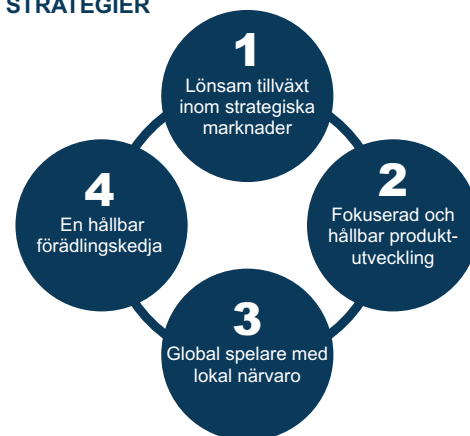 STRATEGIER
1
Lönsam tillväxt
inom strategiska
marknader
2
Fokuserad och
hållbar produkt-
utveckling
3
Global spelare med
lokal närvaro
4
En hållbar
förädlingskedja